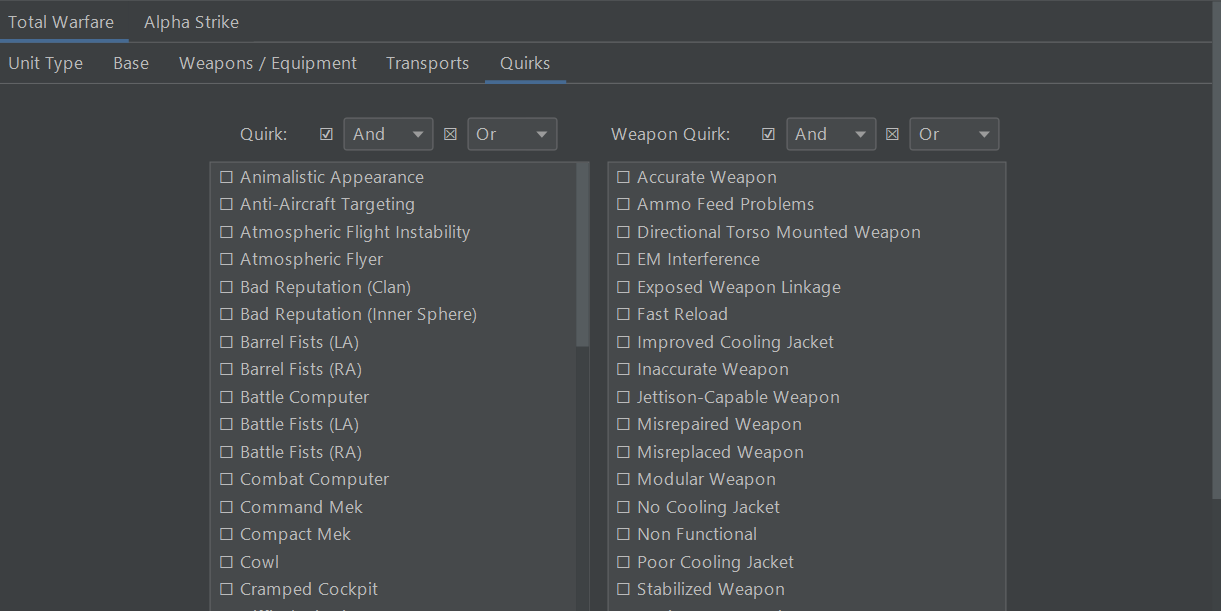 Total Warfare Alpha Strike
Unit Type Base Weapons / Equipment Transports Quirks
Quirk: And Or Weapon Quirk: And Or
Animalistic Appearance
Anti-Aircraft Targeting
Atmospheric Flight Instability
Atmospheric Flyer
Bad Reputation (Clan)
Bad Reputation (Inner Sphere)
Barrel Fists (LA)
Barrel Fists (RA)
Battle Computer
Battle Fists (LA)
Battle Fists (RA)
Combat Computer
Command Mek
Compact Mek
Cowl
Cramped Cockpit
Accurate Weapon
Ammo Feed Problems
Directional Torso Mounted Weapon
EM Interference
Exposed Weapon Linkage
Fast Reload
Improved Cooling Jacket
Inaccurate Weapon
Jettison-Capable Weapon
Misrepaired Weapon
Misreplaced Weapon
Modular Weapon
No Cooling Jacket
Non Functional
Poor Cooling Jacket
Stabilized Weapon